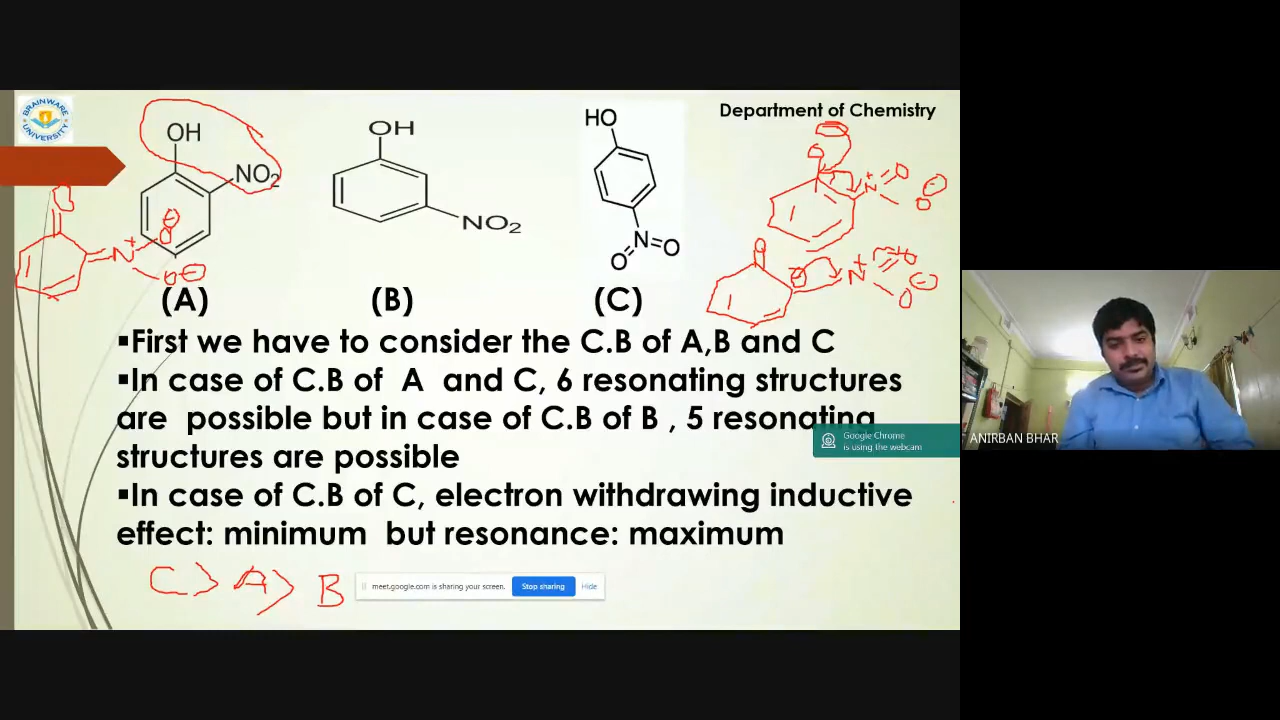 BRAINWARE UNIVERSITY
Department of Chemistry
OH
NO2
OH
NO2
HO
N
O
O
(A)
(B)
(C)
▪First we have to consider the C.B of A,B and C
▪In case of C.B of A and C, 6 resonating structures
are possible but in case of C.B of B , 5 resonating
structures are possible
▪In case of C.B of C, electron withdrawing inductive
effect: minimum but resonance: maximum
C > A > B
meet.google.com is sharing your screen.
Stop sharing
Hide
Google Chrome
is using the webcam
ANIRBAN BHAR